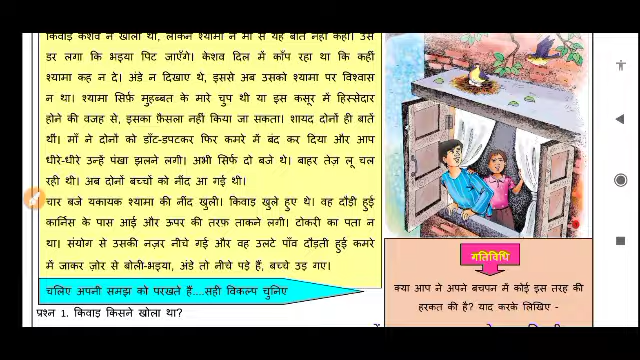 किवाड़ केशव ने खोला था, लेकिन श्यामा ने माँ से यह बात नहीं कही। उसे
डर लगा कि भइया पिट जाएँगे। केशव दिल में काँप रहा था कि कहीं
श्यामा कह न दे। अंडे न दिखाए थे, इससे अब उसको श्यामा पर विश्वास
न था। श्यामा सिर्फ़ मुहब्बत के मारे चुप थी या इस कसूर में हिस्सेदार
होने की वजह से, इसका फ़ैसला नहीं किया जा सकता। शायद दोनों ही बातें
थीं। माँ ने दोनों को डाँट-डपटकर फिर कमरे में बंद कर दिया और आप
धीरे-धीरे उन्हें पंखा झलने लगी। अभी सिर्फ दो बजे थे। बाहर तेज़ लू चल
रही थी। अब दोनों बच्चों को नींद आ गई थी।
चार बजे यकायक श्यामा की नींद खुली। किवाड़ खुले हुए थे। वह दौड़ी हुई
कार्निस के पास आई और ऊपर की तरफ़ ताकने लगी। टोकरी का पता न
था। संयोग से उसकी नज़र नीचे गई और वह उलटे पाँव दौड़ती हुई कमरे
में जाकर ज़ोर से बोली-भइया, अंडे तो नीचे पड़े हैं, बच्चे उड़ गए।
चलिए अपनी समझ को परखते हैं....सही विकल्प चुनिए
प्रश्न 1. किवाड़ किसने खोला था?
गतिविधि
क्या आप ने अपने बचपन में कोई इस तरह की
हरकत की है? याद करके लिखिए -